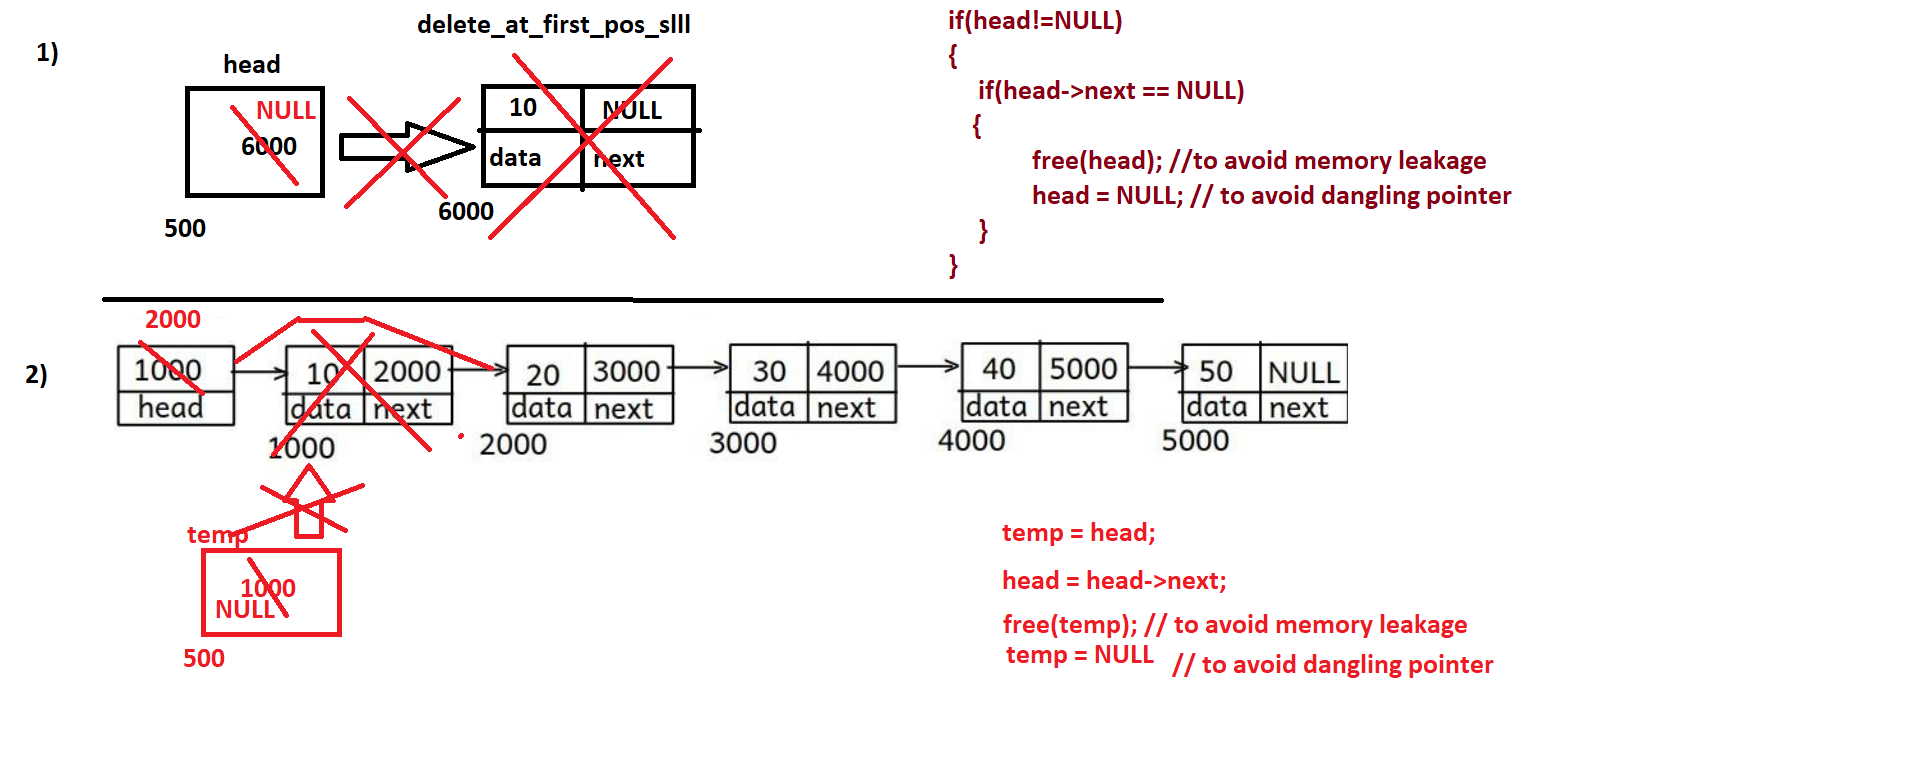 delete_at_first_pos_slll
1)
head
NULL
6000
10 NULL
data next
6000
500
if(head!=NULL)
{
if(head->next == NULL)
{
free(head); //to avoid memory leakage
head = NULL; // to avoid dangling pointer
}
}
2000
2)
1000 10 2000 20 3000 30 4000 40 5000 50 NULL
head data next data next data next data next data next
1000 2000 3000 4000 5000
temp
1000
NULL
500
temp = head;
head = head->next;
free(temp); // to avoid memory leakage
temp = NULL // to avoid dangling pointer